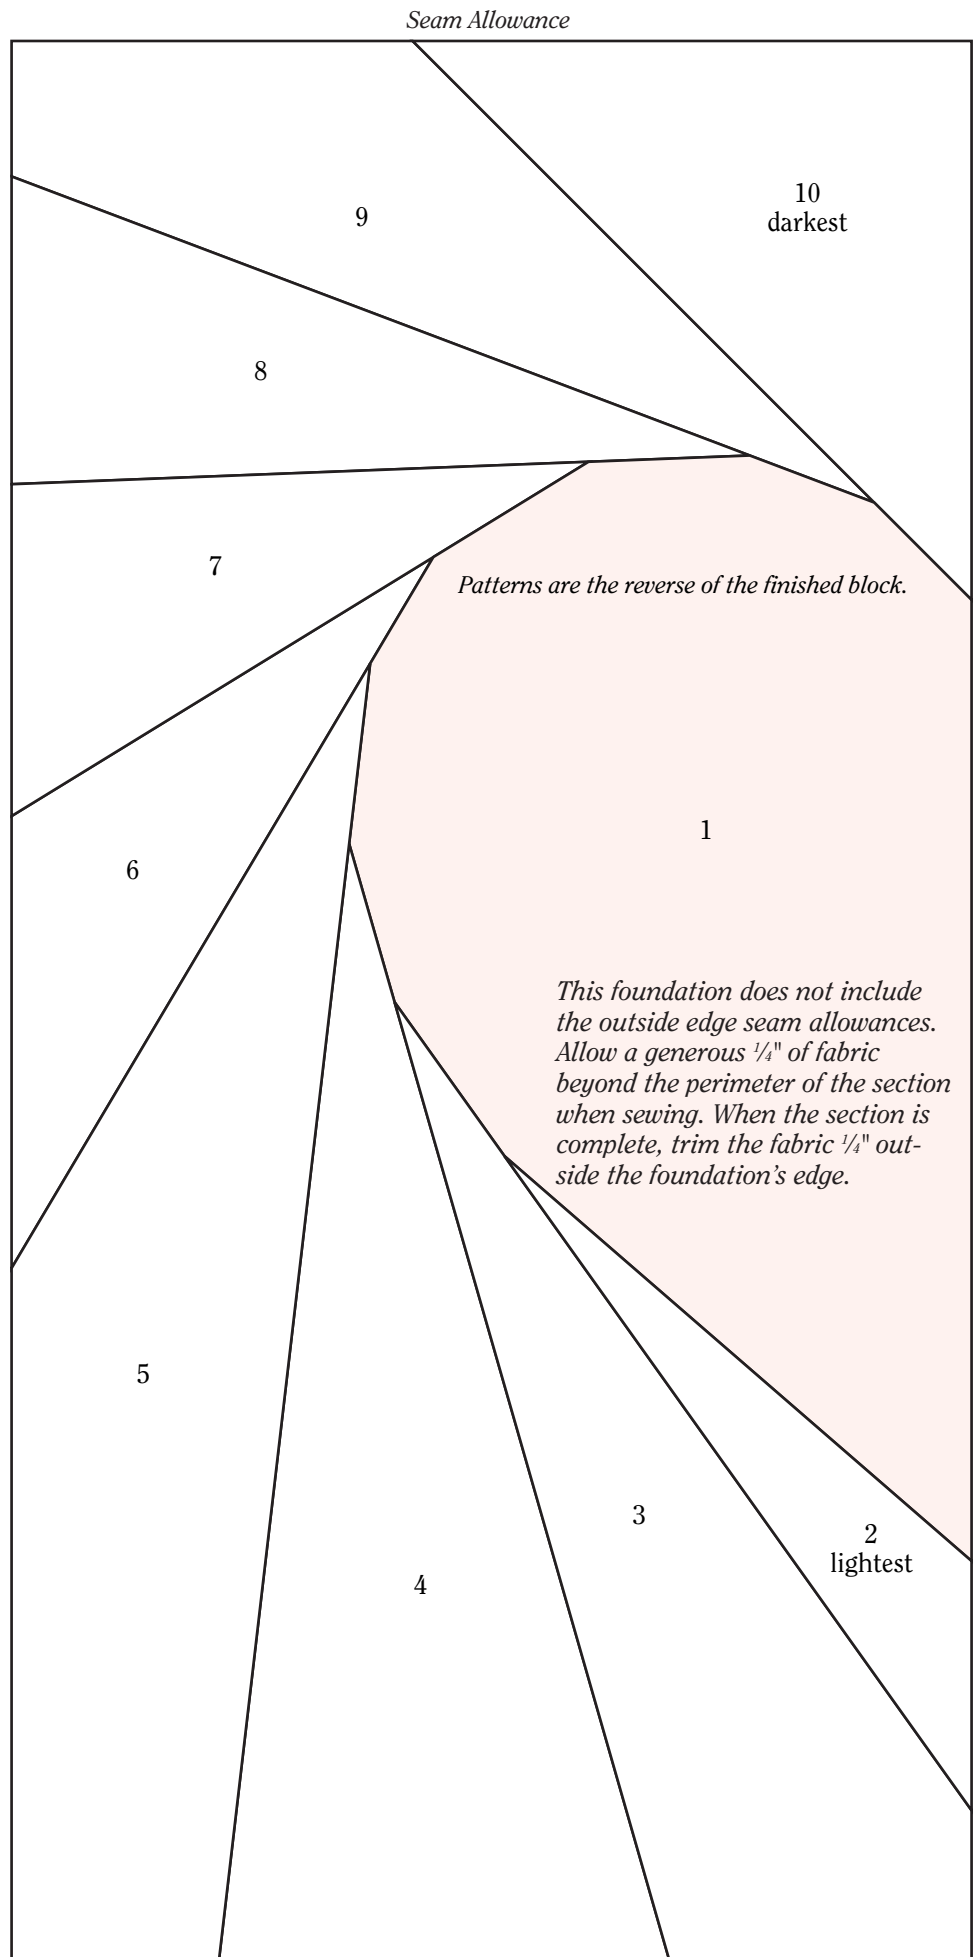 Seam Allowance
10
darkest
9
8
7
Patterns are the reverse of the finished block.
1
6
This foundation does not include
the outside edge seam allowances.
Allow a generous 1/4" of fabric
beyond the perimeter of the section
when sewing. When the section is
complete, trim the fabric 1/4" out-
side the foundation’s edge.
5
3
2
lightest
4